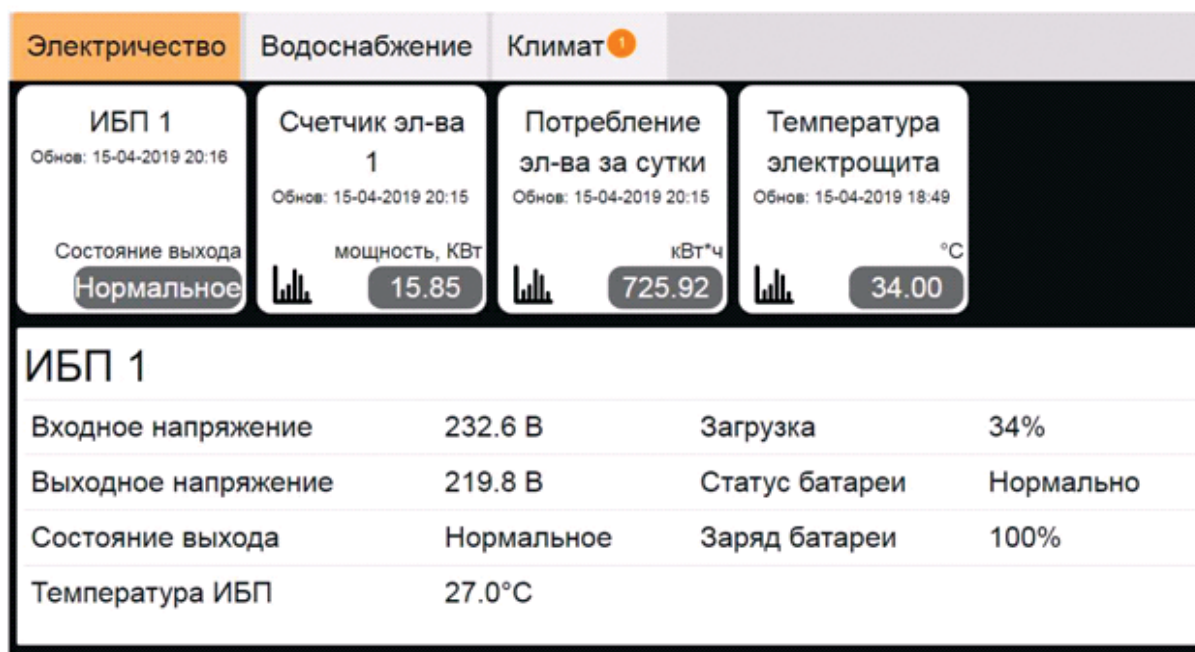 Электричество Водоснабжение Климат 1
ИБП 1
Обнов: 15-04-2019 20:16
Состояние выхода
Нормальное
Счетчик эл-ва
1
Обнов: 15-04-2019 20:15
мощность, КВт
15.85
Потребление
эл-ва за сутки
Обнов: 15-04-2019 20:15
кВт*ч
725.92
Температура
электрощита
Обнов: 15-04-2019 18:49
°C
34.00
ИБП 1
Входное напряжение 232.6 В Загрузка 34%
Выходное напряжение 219.8 В Статус батареи Нормально
Состояние выхода Нормальное Заряд батареи 100%
Температура ИБП 27.0°C